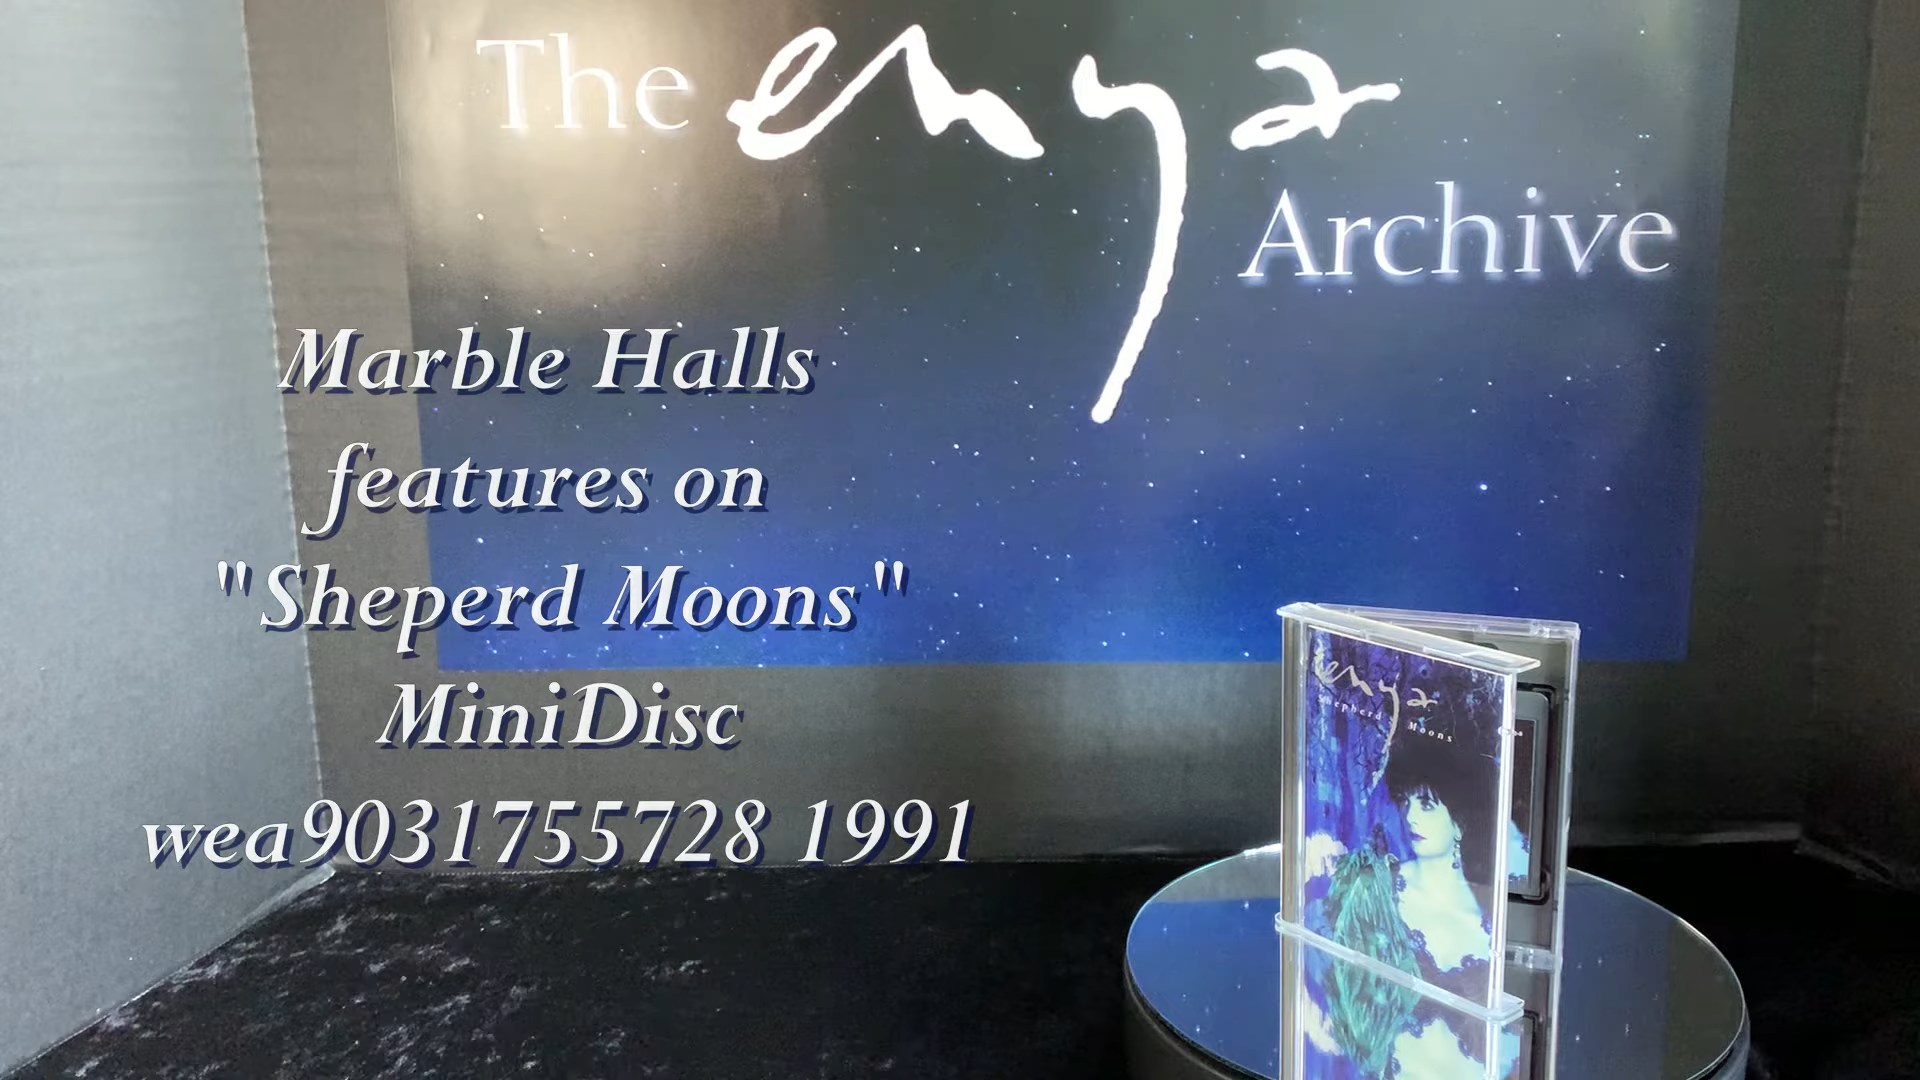 The enya
Archive
Marble Halls
features on
"Sheperd Moons"
MiniDisc
wea9031755728 1991
enya
Shepherd Moons